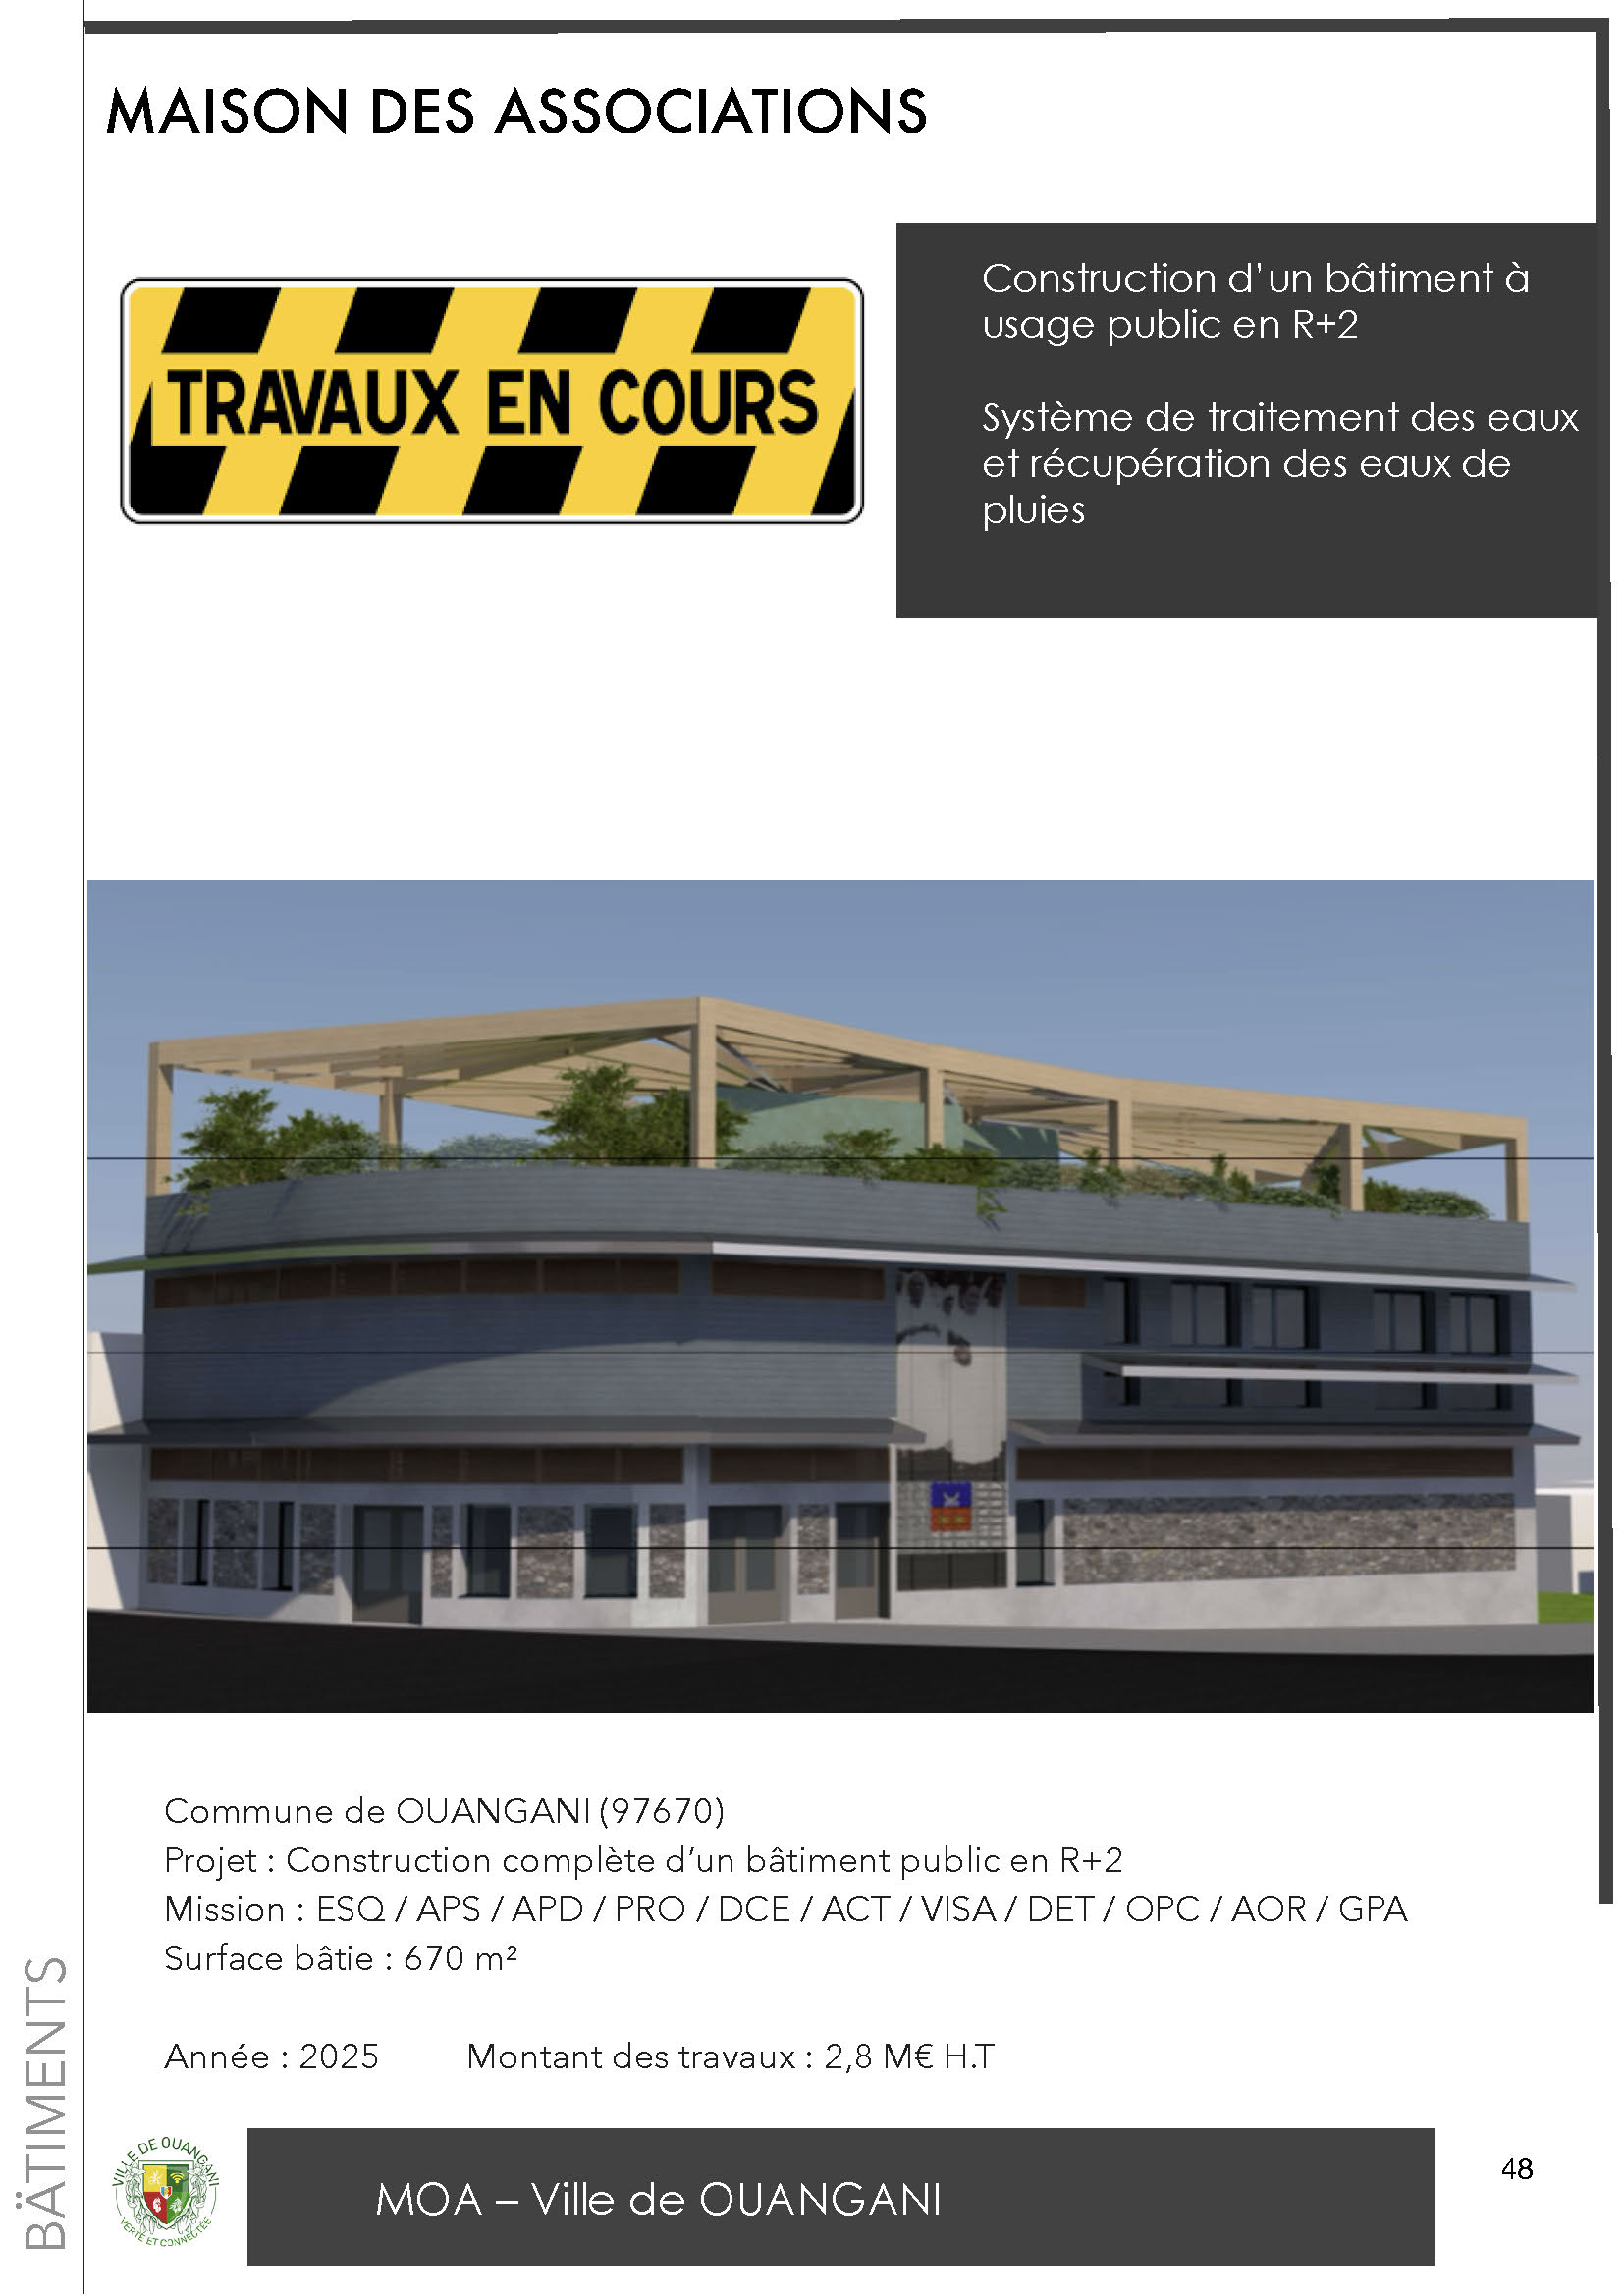 MAISON DES ASSOCIATIONS
TRAVAUX EN COURS
Construction d'un bâtiment à
usage public en R+2
Système de traitement des eaux
et récupération des eaux de
pluies
Commune de OUANGANI (97670)
Projet : Construction complète d'un bâtiment public en R+2
Mission : ESQ / APS / APD / PRO / DCE / ACT / VISA / DET / OPC / AOR / GPA
Surface bâtie : 670 m²
Année : 2025 Montant des travaux : 2,8 M€ H.T
BÄTIMENTS
VILLE DE OUANGANI
VERTE ET CONNECTÉE
MOA – Ville de OUANGANI
48